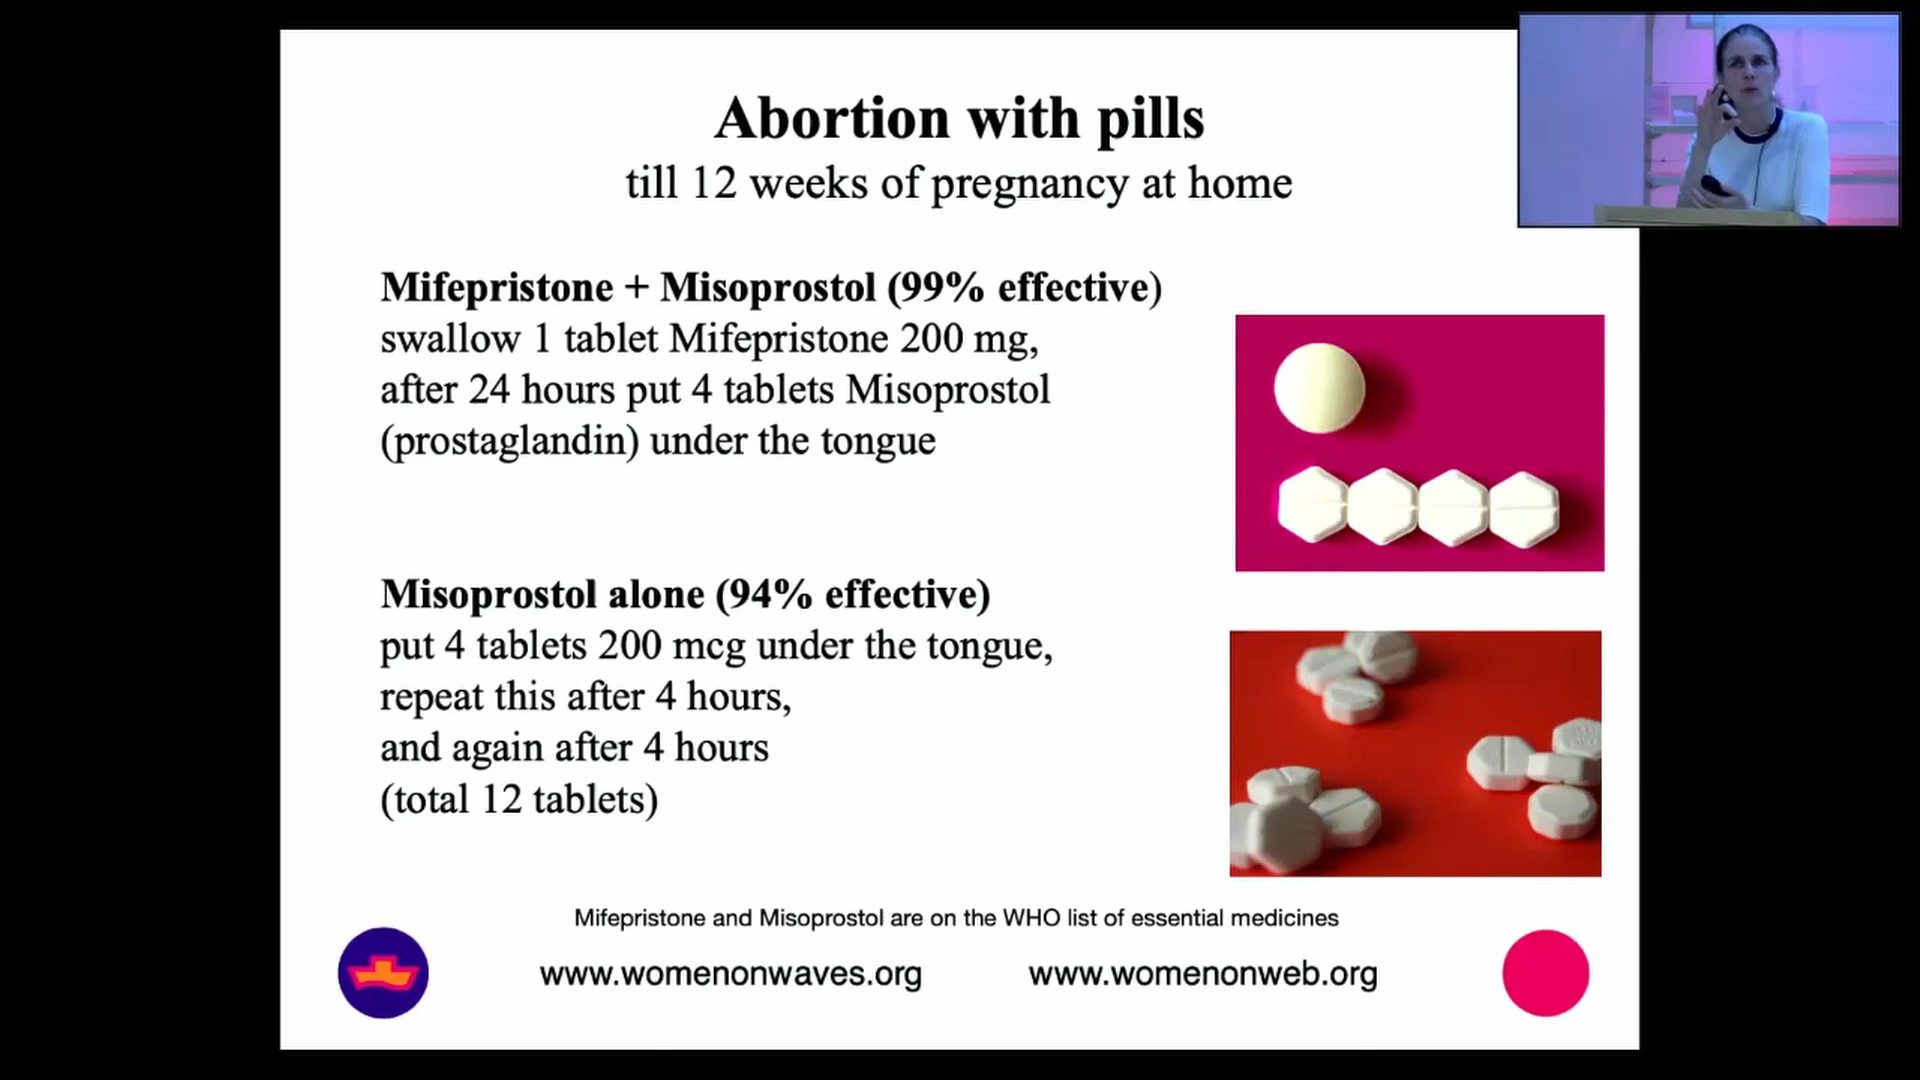 Abortion with pills
till 12 weeks of pregnancy at home
Mifepristone + Misoprostol (99% effective)
swallow 1 tablet Mifepristone 200 mg,
after 24 hours put 4 tablets Misoprostol
(prostaglandin) under the tongue
Misoprostol alone (94% effective)
put 4 tablets 200 mcg under the tongue,
repeat this after 4 hours,
and again after 4 hours
(total 12 tablets)
Mifepristone and Misoprostol are on the WHO list of essential medicines
www.womenonwaves.org
www.womenonweb.org